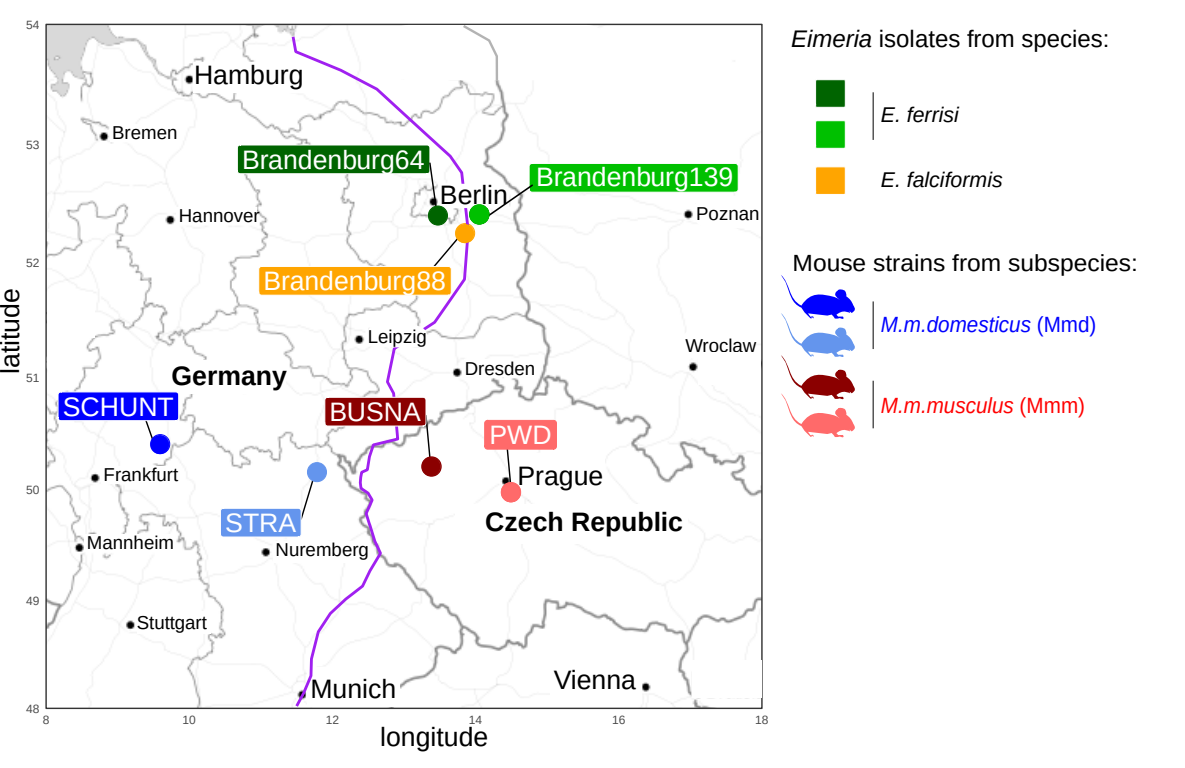 54
Hamburg
Bremen
53
Brandenburg64
Brandenburg139
Berlin
Hannover
Poznan
52
Brandenburg88
latitude
Leipzig
Wroclaw
Dresden
51
Germany
SCHUNT
BUSNA
PWD
Frankfurt
Prague
50
STRA
Czech Republic
Mannheim
Nuremberg
49
Stuttgart
Munich
Vienna
48
8 10 12 14 16 18
longitude
Eimeria isolates from species:
E. ferrisi
E. falciformis
Mouse strains from subspecies:
M.m.domesticus (Mmd)
M.m.musculus (Mmm)